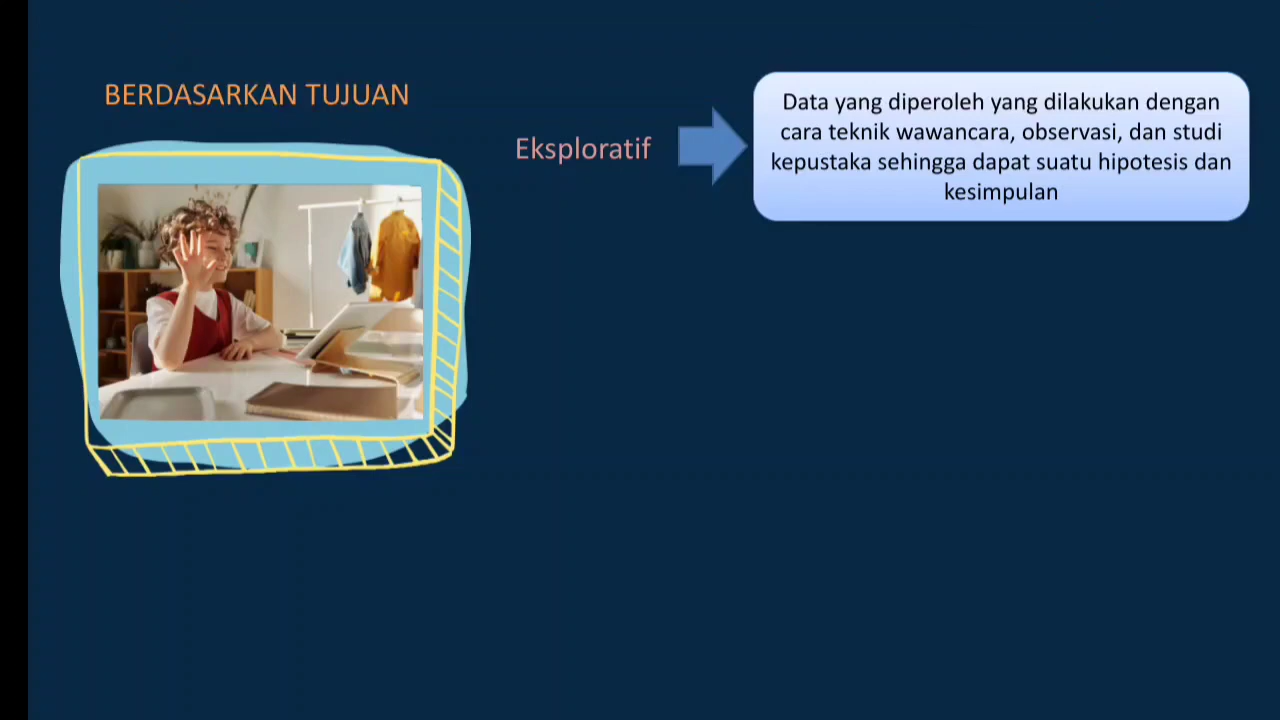 BERDASARKAN TUJUAN
Eksploratif
Data yang diperoleh yang dilakukan dengan
cara teknik wawancara, observasi, dan studi
kepustaka sehingga dapat suatu hipotesis dan
kesimpulan